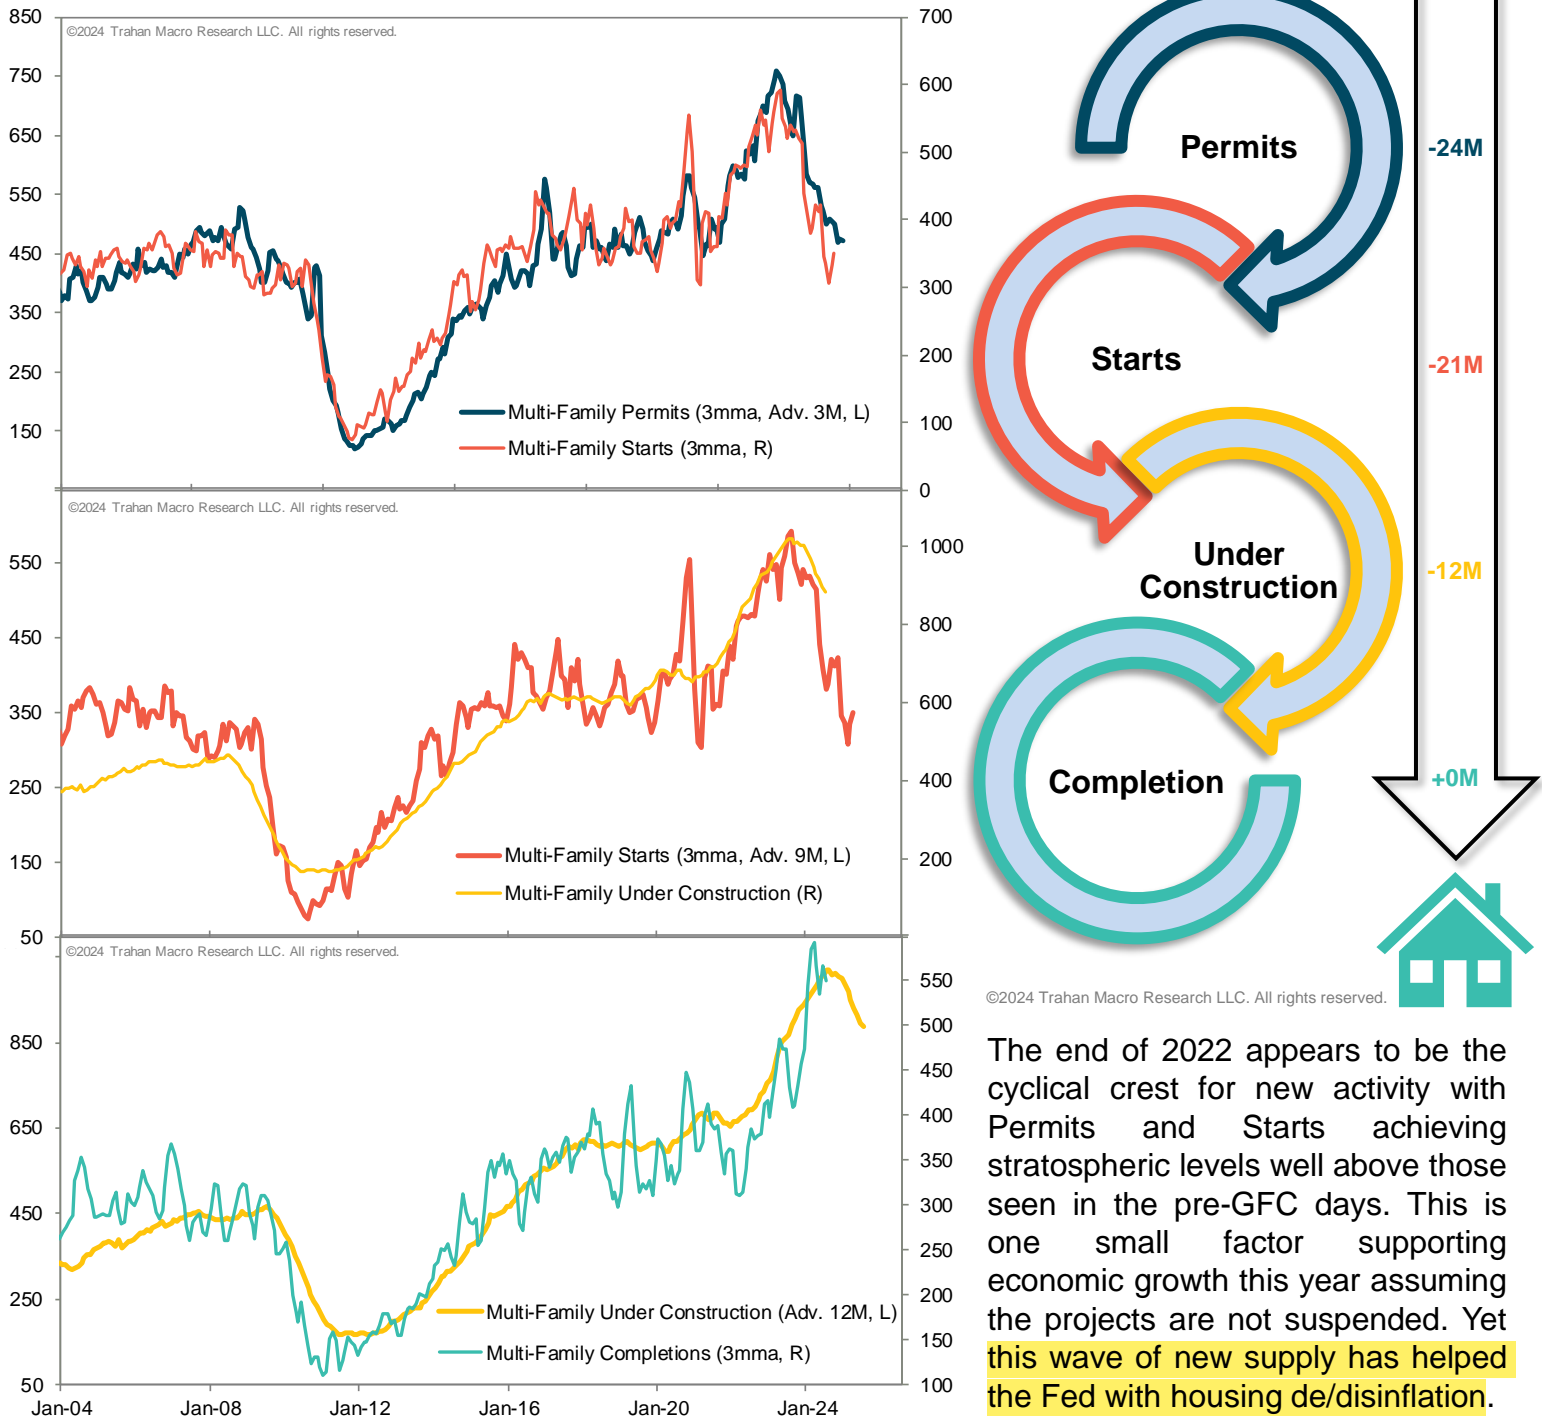 850
750
650
550
450
350
250
150
700
600
500
400
300
200
100
0
©2024 Trahan Macro Research LLC. All rights reserved.
Multi-Family Permits (3mma, Adv. 3M, L)
Multi-Family Starts (3mma, R)
©2024 Trahan Macro Research LLC. All rights reserved.
550
450
350
250
150
50
1000
800
600
400
200
Multi-Family Starts (3mma, Adv. 9M, L)
Multi-Family Under Construction (R)
©2024 Trahan Macro Research LLC. All rights reserved.
850
650
450
250
50
550
500
450
400
350
300
250
200
150
100
Multi-Family Under Construction (Adv. 12M, L)
Multi-Family Completions (3mma, R)
Jan-04 Jan-08 Jan-12 Jan-16 Jan-20 Jan-24
Permits
-24M
Starts
-21M
Under
Construction
-12M
Completion
+0M
©2024 Trahan Macro Research LLC. All rights reserved.
The end of 2022 appears to be the
cyclical crest for new activity with
Permits and Starts achieving
stratospheric levels well above those
seen in the pre-GFC days. This is
one small factor supporting
economic growth this year assuming
the projects are not suspended. Yet
this wave of new supply has helped
the Fed with housing de/disinflation.